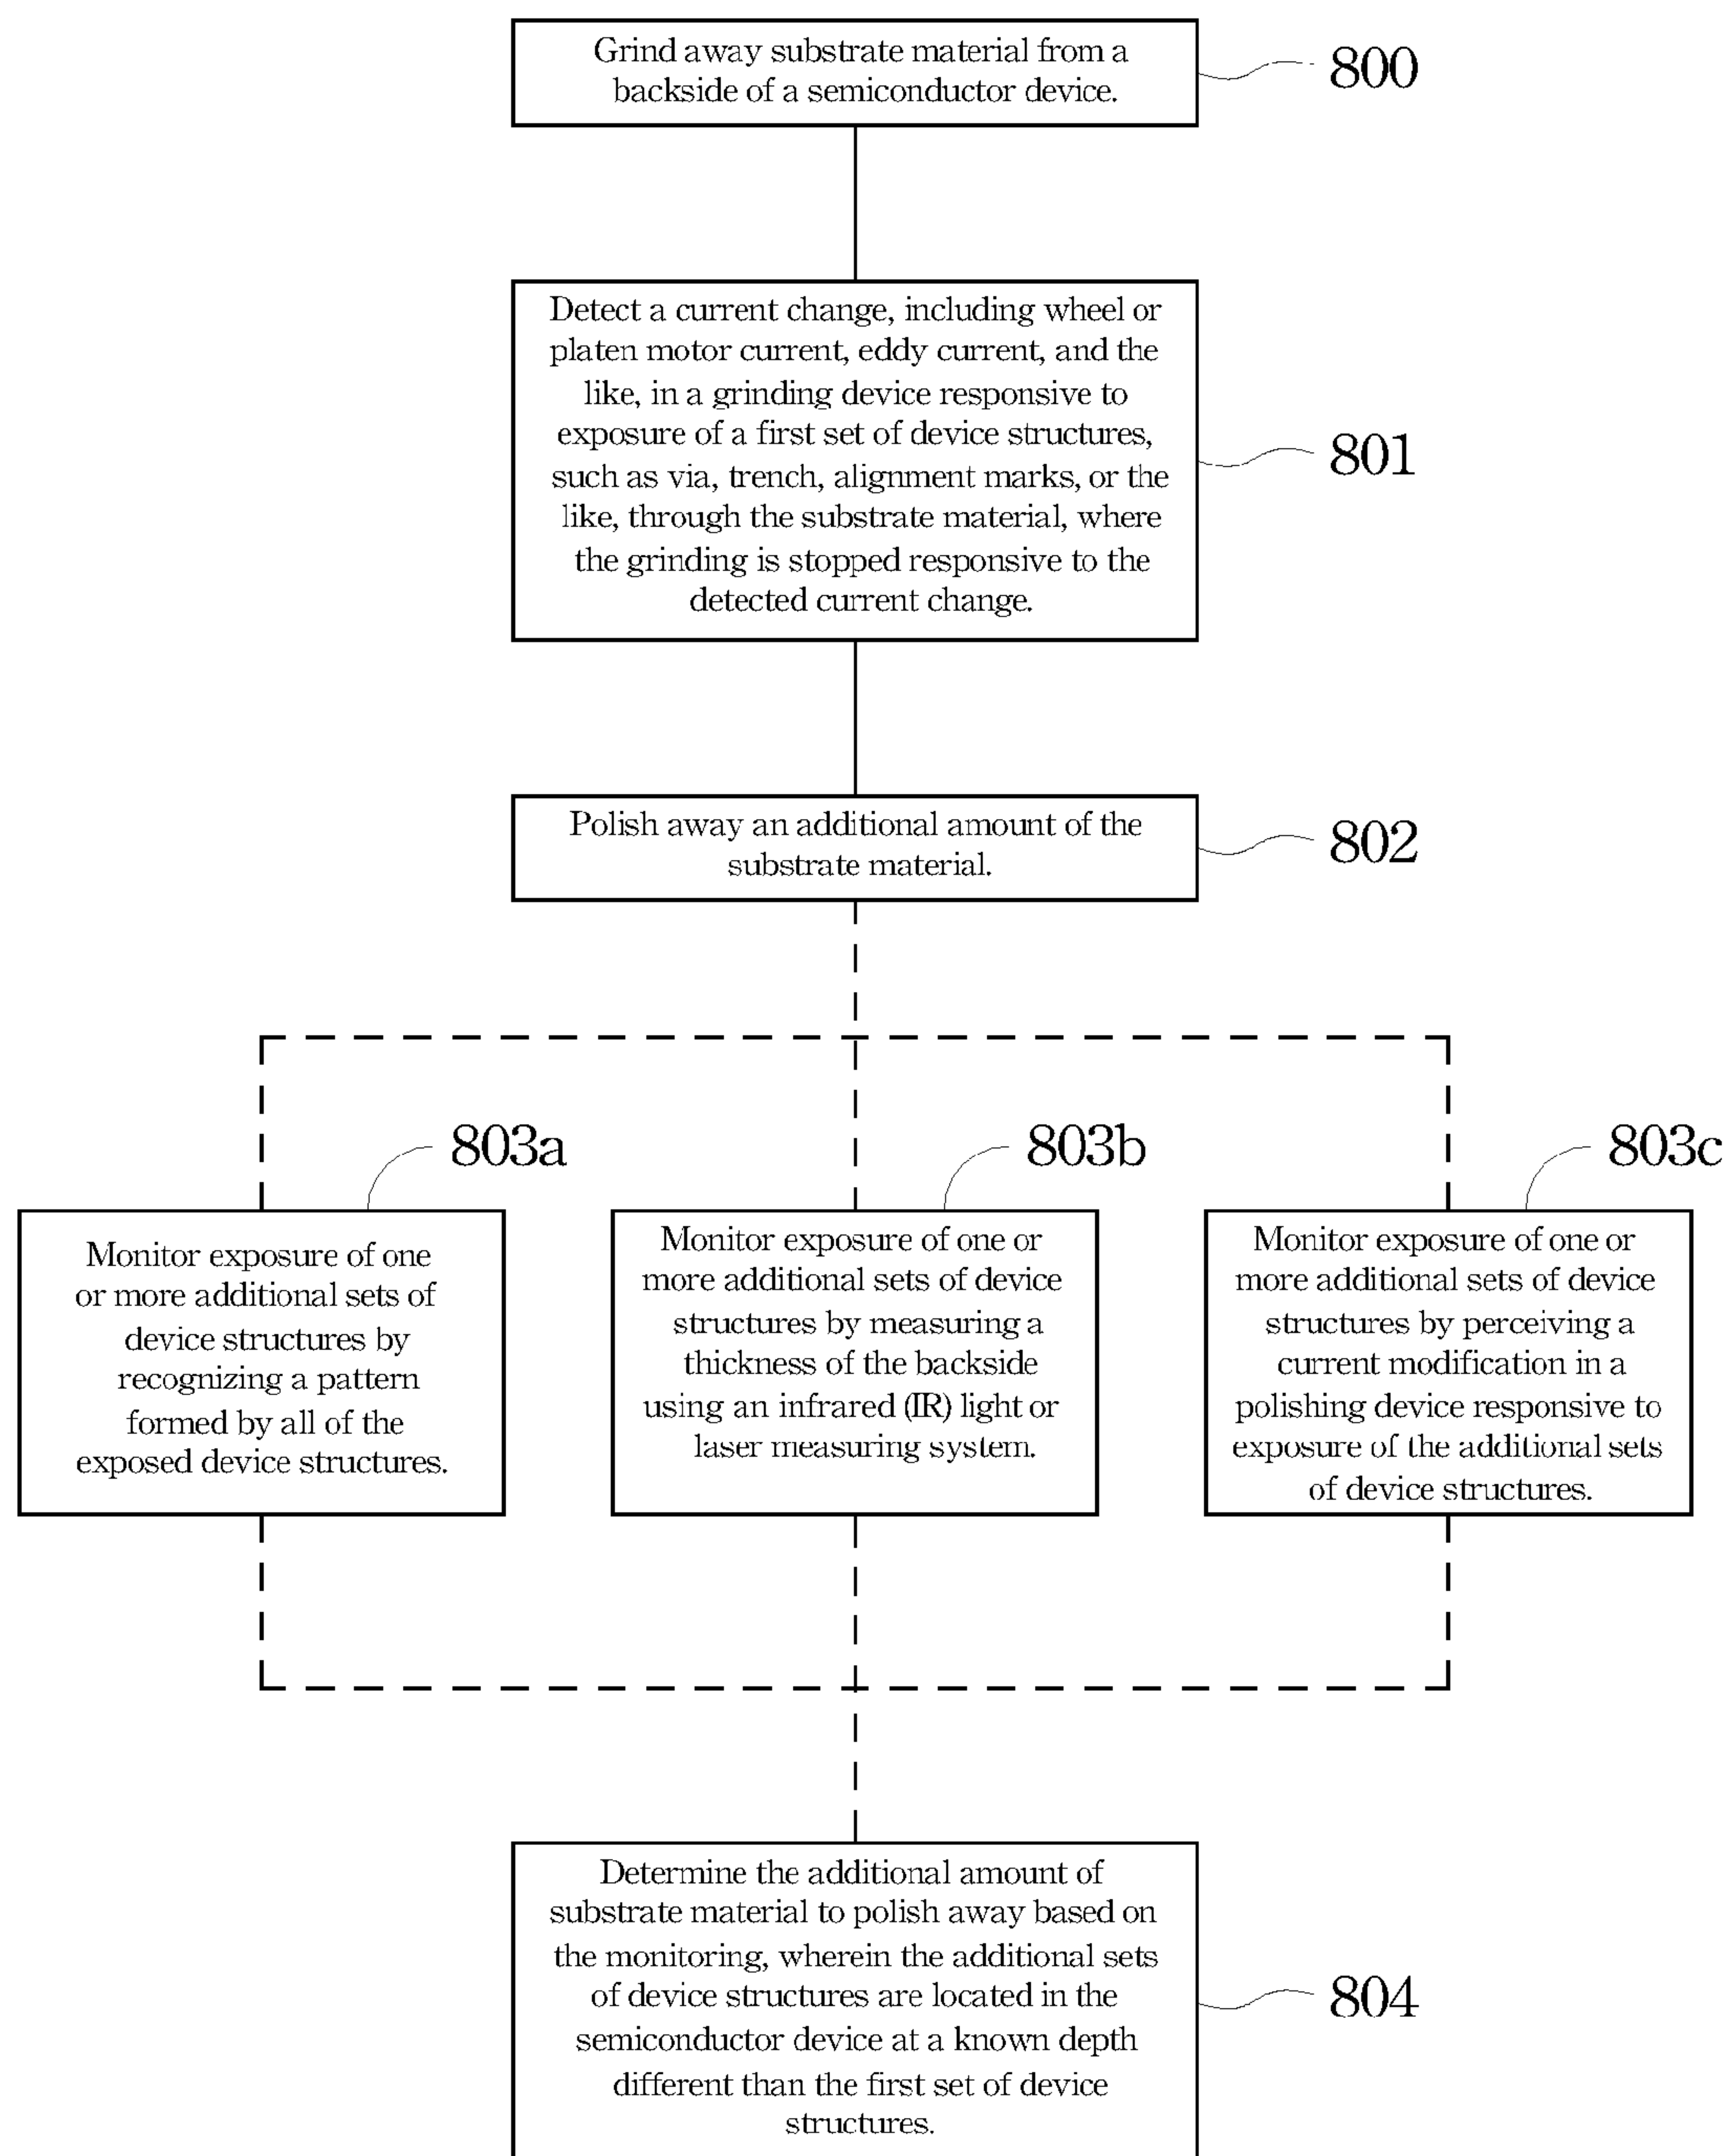 Grind away substrate material from a
backside of a semiconductor device.
800
Detect a current change, including wheel or
platen motor current, eddy current, and the
like, in a grinding device responsive to
exposure of a first set of device structures,
such as via, trench, alignment marks, or the
like, through the substrate material, where
the grinding is stopped responsive to the
detected current change.
801
Polish away an additional amount of the
substrate material.
802
803a
Monitor exposure of one
or more additional sets of
device structures by
recognizing a pattern
formed by all of the
exposed device structures.
803b
Monitor exposure of one or
more additional sets of device
structures by measuring a
thickness of the backside
using an infrared (IR) light or
laser measuring system.
803c
Monitor exposure of one or
more additional sets of device
structures by perceiving a
current modification in a
polishing device responsive to
exposure of the additional sets
of device structures.
Determine the additional amount of
substrate material to polish away based on
the monitoring, wherein the additional sets
of device structures are located in the
semiconductor device at a known depth
different than the first set of device
structures.
804